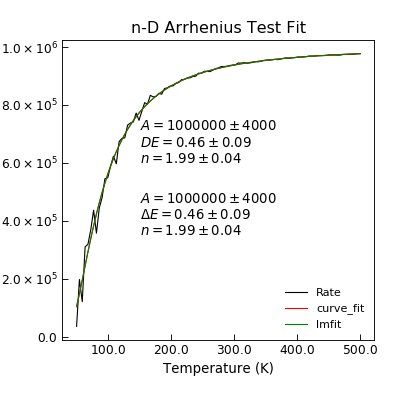 n-D Arrhenius Test Fit
1.0 × 10⁶
8.0 × 10⁵
6.0 × 10⁵
4.0 × 10⁵
2.0 × 10⁵
0.0
A = 1000000 ± 4000
DE = 0.46 ± 0.09
n = 1.99 ± 0.04
A = 1000000 ± 4000
ΔE = 0.46 ± 0.09
n = 1.99 ± 0.04
Rate
curve_fit
lmfit
100.0 200.0 300.0 400.0 500.0
Temperature (K)